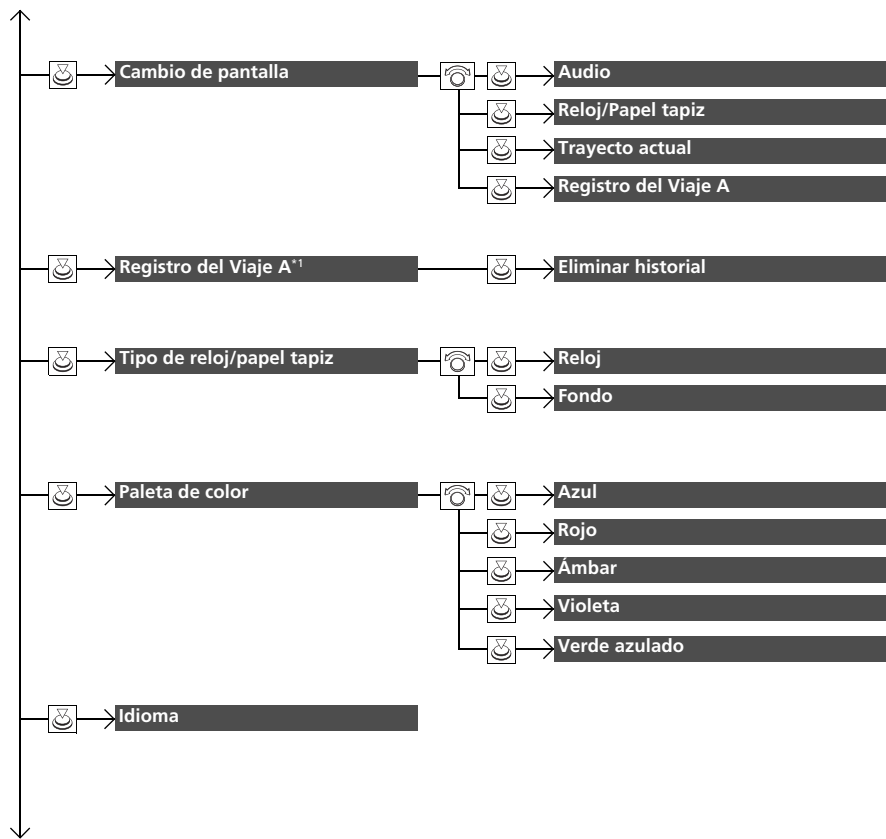 Cambio de pantalla
Audio
Reloj/Papel tapiz
Trayecto actual
Registro del Viaje A
Registro del Viaje A*1
Eliminar historial
Tipo de reloj/papel tapiz
Reloj
Fondo
Paleta de color
Azul
Rojo
Ámbar
Violeta
Verde azulado
Idioma